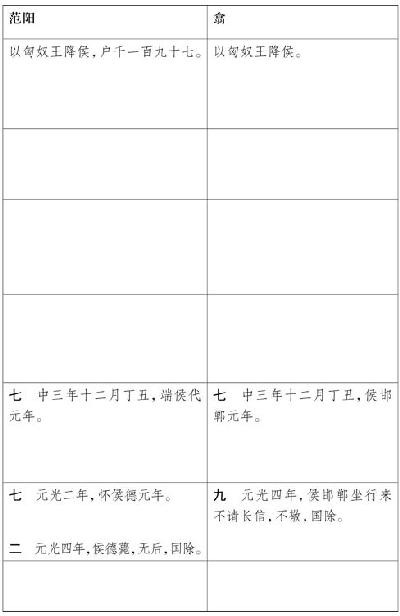 范阳
翕
以匈奴王降侯,户千一百九十七。
以匈奴王降侯。
七 中三年十二月丁丑,端侯代
元年。
七 中三年十二月丁丑,侯邯
郸元年。
七 元光二年,怀侯德元年。
二 元光四年,侯德薨,无后,国除。
九 元光四年,侯邯郸坐行来
不请长信,不敬,国除。